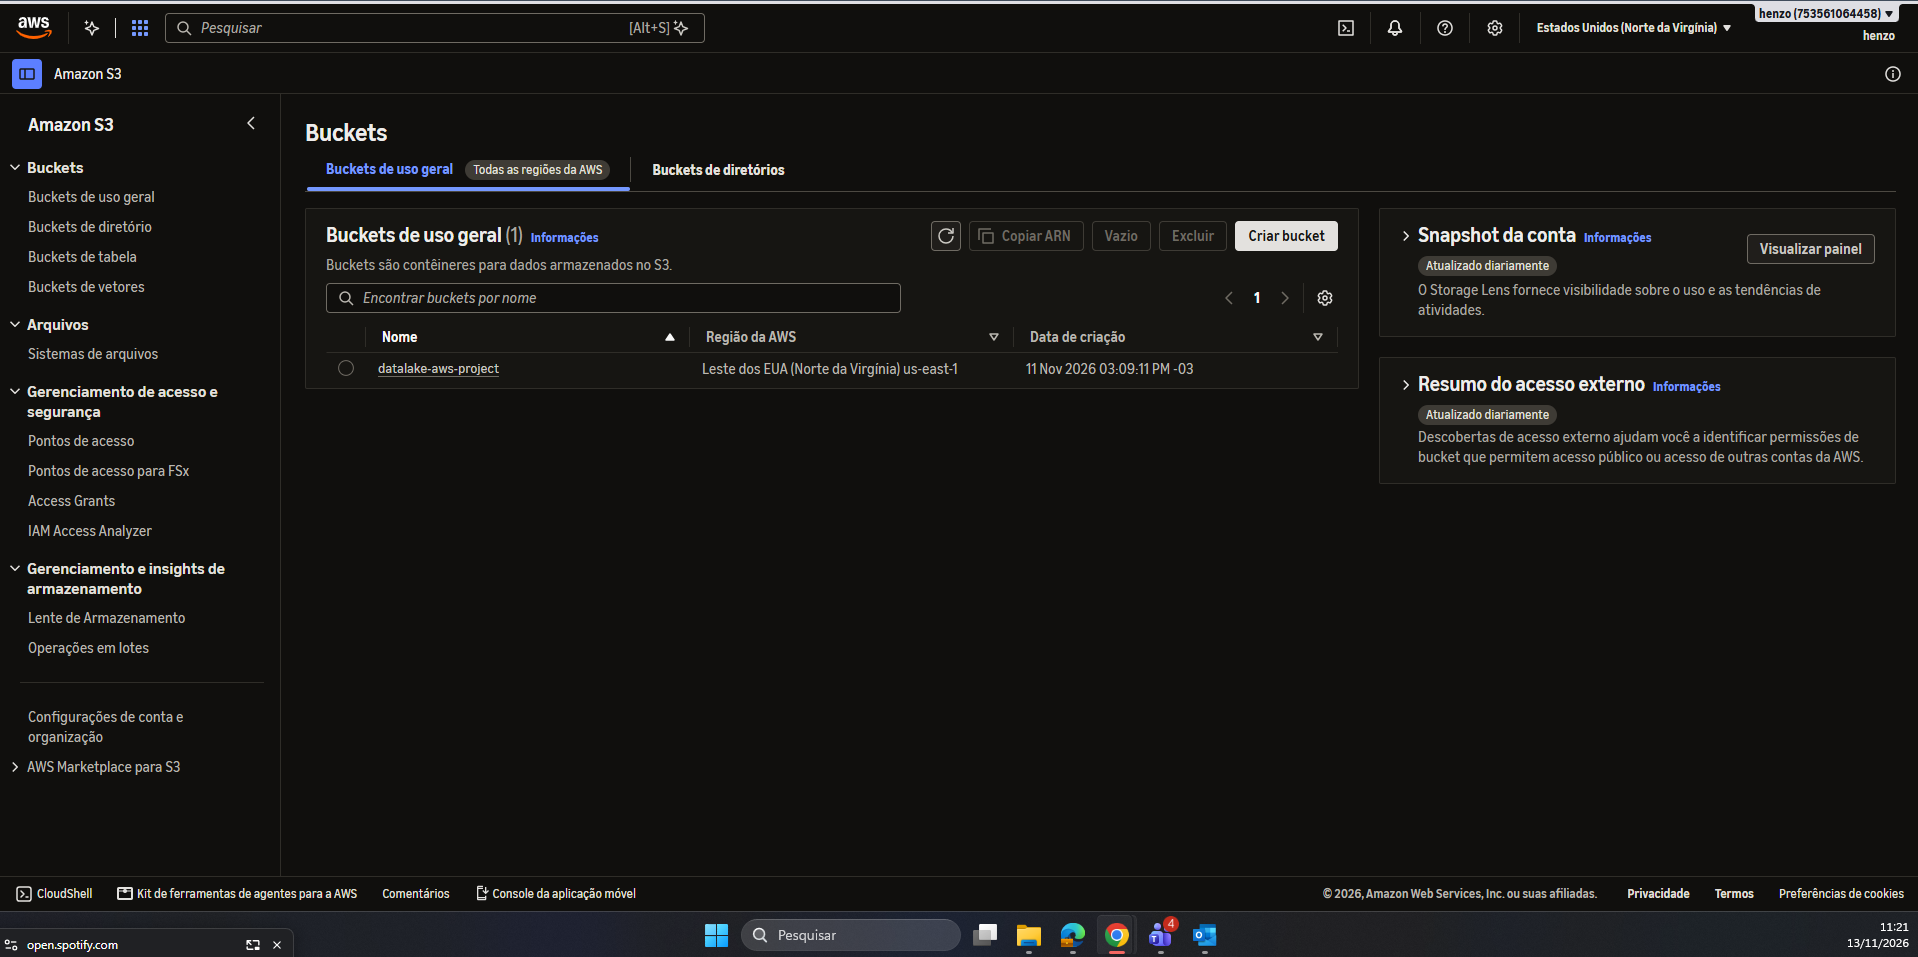 aws
Pesquisar
[Alt+S]
Estados Unidos (Norte da Virgínia)
henzo (753561064458)
henzo
Amazon S3
Amazon S3
Buckets
Buckets de uso geral
Buckets de diretório
Buckets de tabela
Buckets de vetores
Arquivos
Sistemas de arquivos
Gerenciamento de acesso e
segurança
Pontos de acesso
Pontos de acesso para FSx
Access Grants
IAM Access Analyzer
Gerenciamento e insights de
armazenamento
Lente de Armazenamento
Operações em lotes
Configurações de conta e
organização
AWS Marketplace para S3
Buckets
Buckets de uso geral
Todas as regiões da AWS
Buckets de diretórios
Buckets de uso geral (1) Informações
Copiar ARN
Vazio
Excluir
Criar bucket
Buckets são contêineres para dados armazenados no S3.
Encontrar buckets por nome
1
Nome
Região da AWS
Data de criação
datalake-aws-project
Leste dos EUA (Norte da Virgínia) us-east-1
11 Nov 2026 03:09:11 PM -03
Snapshot da conta Informações
Visualizar painel
Atualizado diariamente
O Storage Lens fornece visibilidade sobre o uso e as tendências de
atividades.
Resumo do acesso externo Informações
Atualizado diariamente
Descobertas de acesso externo ajudam você a identificar permissões de
bucket que permitem acesso público ou acesso de outras contas da AWS.
CloudShell
Kit de ferramentas de agentes para a AWS
Comentários
Console da aplicação móvel
© 2026, Amazon Web Services, Inc. ou suas afiliadas.
Privacidade
Termos
Preferências de cookies
open.spotify.com
Pesquisar
4
11:21
13/11/2026